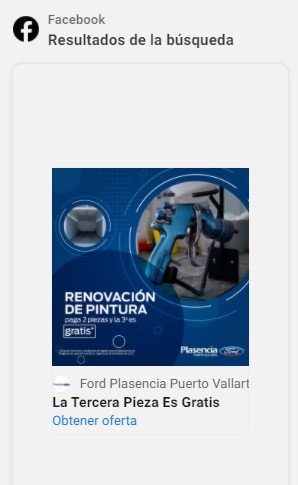 Facebook
Resultados de la búsqueda
RENOVACIÓN
DE PINTURA
paga 2 piezas y la 3ª es
gratis*
Plasencia
Ford
Ford Plasencia Puerto Vallart
La Tercera Pieza Es Gratis
Obtener oferta